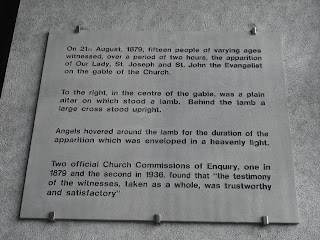 On 21st August, 1879, fifteen people of varying ages
witnessed, over a period of two hours, the apparition
of Our Lady, St. Joseph and St. John the Evangelist
on the gable of the Church.
To the right, in the centre of the gable, was a plain
altar on which stood a lamb. Behind the lamb a
large cross stood upright.
Angels hovered around the lamb for the duration of the
apparition which was enveloped in a heavenly light.
Two official Church Commissions of Enquiry, one in
1879 and the second in 1936, found that "the testimony
of the witnesses, taken as a whole, was trustworthy
and satisfactory"